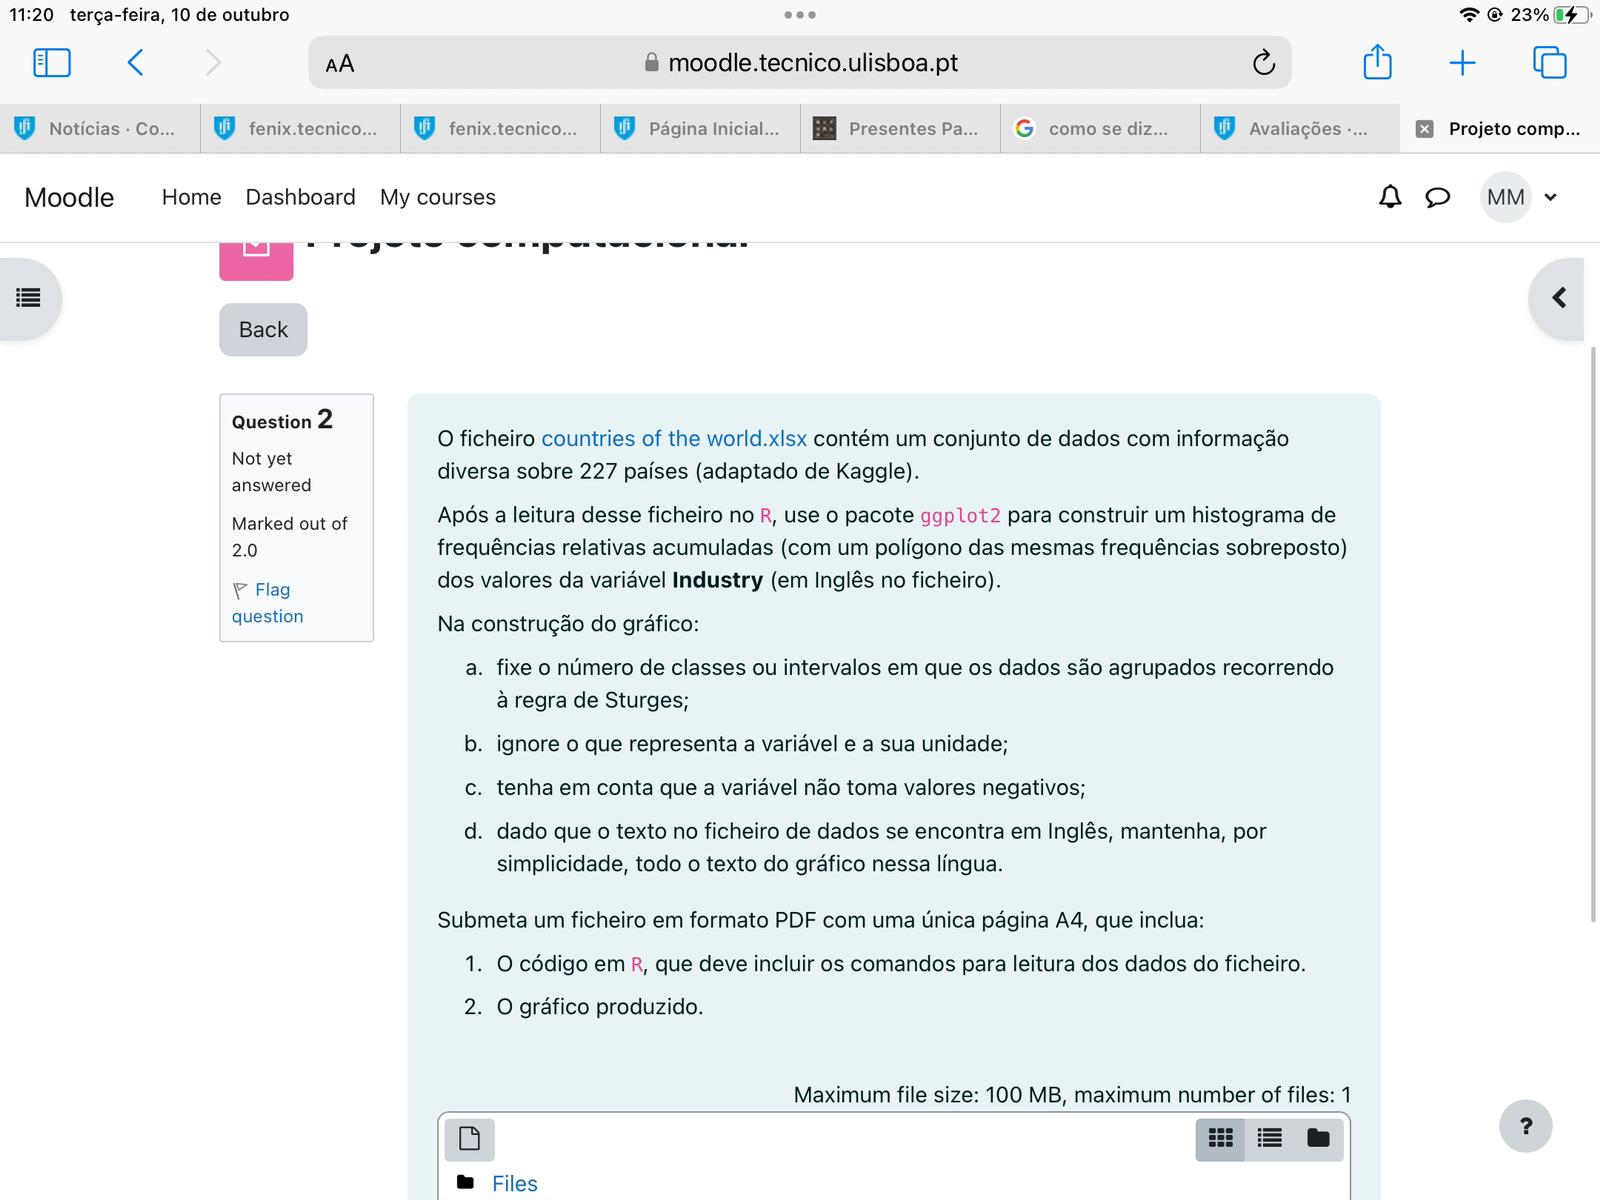 11:20 terça-feira, 10 de outubro
23%
AA
moodle.tecnico.ulisboa.pt
Notícias · Co...
fenix.tecnico...
fenix.tecnico...
Página Inicial...
Presentes Pa...
como se diz...
Avaliações ·...
Projeto comp...
Moodle
Home
Dashboard
My courses
MM
Projeto computacional
Back
Question 2
Not yet
answered
Marked out of
2.0
Flag
question
O ficheiro countries of the world.xlsx contém um conjunto de dados com informação
diversa sobre 227 países (adaptado de Kaggle).
Após a leitura desse ficheiro no R, use o pacote ggplot2 para construir um histograma de
frequências relativas acumuladas (com um polígono das mesmas frequências sobreposto)
dos valores da variável Industry (em Inglês no ficheiro).
Na construção do gráfico:
a. fixe o número de classes ou intervalos em que os dados são agrupados recorrendo
à regra de Sturges;
b. ignore o que representa a variável e a sua unidade;
c. tenha em conta que a variável não toma valores negativos;
d. dado que o texto no ficheiro de dados se encontra em Inglês, mantenha, por
simplicidade, todo o texto do gráfico nessa língua.
Submeta um ficheiro em formato PDF com uma única página A4, que inclua:
1. O código em R, que deve incluir os comandos para leitura dos dados do ficheiro.
2. O gráfico produzido.
Maximum file size: 100 MB, maximum number of files: 1
Files
?